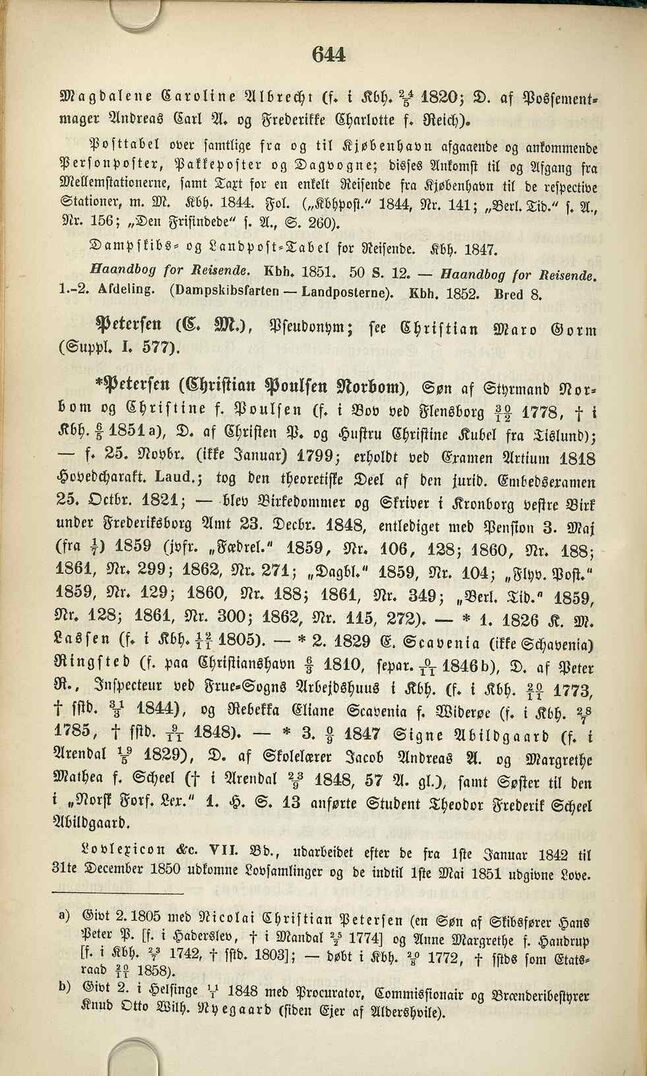 644
Magdalene Caroline Albrecht (f. i Kbh. 24/5 1820; D. af Possement-
mager Andreas Carl A. og Frederikke Charlotte f. Reich).
Posttabel over samtlige fra og til Kjøbenhavn afgaaende og ankommende
Personposter, Pakkeposter og Dagvogne; disses Ankomst til og Afgang fra
Mellemstationerne, samt Taxt for en enkelt Reisende fra Kjøbenhavn til de respective
Stationer, m. M. Kbh. 1844. Fol. („Kbhpost.“ 1844, Nr. 141; „Berl. Tid.“ s. A.,
Nr. 156; „Den Frisindede“ s. A., S. 260).
Dampskibs- og Landpost-Tabel for Reisende. Kbh. 1847.
Haandbog for Reisende. Kbh. 1851. 50 S. 12. — Haandbog for Reisende.
1.-2. Afdeling. (Dampskibsfarten — Landposterne). Kbh. 1852. Bred 8.
Petersen (C. M.), Pseudonym; see Christian Maro Gorm
(Suppl. I. 577).
*Petersen (Christian Poulsen Norbom), Søn af Styrmand Nor-
bom og Christine f. Poulsen (f. i Bov ved Flensborg 30/12 1778, † i
Kbh. 6/5 1851 a), D. af Christen P. og Hustru Christine Kubel fra Tislund);
— f. 25. Novbr. (ikke Januar) 1799; erholdt ved Examen Artium 1818
Hovedcharakt. Laud.; tog den theoretiske Deel af den jurid. Embedsexamen
25. Octbr. 1821; — blev Birkedommer og Skriver i Kronborg vestre Birk
under Frederiksborg Amt 23. Decbr. 1848, entlediget med Pension 3. Maj
(fra 1/7) 1859 (jvfr. „Fædrel.“ 1859, Nr. 106, 128; 1860, Nr. 188;
1861, Nr. 299; 1862, Nr. 271; „Dagbl.“ 1859, Nr. 104; „Flyv. Post.“
1859, Nr. 129; 1860, Nr. 188; 1861, Nr. 349; „Berl. Tid.“ 1859,
Nr. 128; 1861, Nr. 300; 1862, Nr. 115, 272). — * 1. 1826 K. M.
Lassen (f. i Kbh. 12/11 1805). — * 2. 1829 E. Scavenia (ikke Schavenia)
Ringsted (f. paa Christianshavn 6/3 1810, separ. 1846 b), D. af Peter
R., Inspecteur ved Frue-Sogns Arbejdshuus i Kbh. (f. i Kbh. 20/11 1773,
† sstd. 31/3 1844), og Rebekka Eliane Scavenia f. Widerøe (f. i Kbh. 28/7
1785, † sstd. 9/11 1848). — * 3. 1847 Signe Abildgaard (f. i
Arendal 19/5 1829), D. af Skolelærer Jacob Andreas A. og Margrethe
Mathea f. Scheel († i Arendal 23/9 1848, 57 A. gl.), samt Søster til den
i „Norsk Forf. Lex.“ 1. H. S. 13 anførte Student Theodor Frederik Scheel
Abildgaard.
Lovlexicon &c. VII. Bd., udarbeidet efter de fra 1ste Januar 1842 til
31te December 1850 udkomne Lovsamlinger og de indtil 1ste Mai 1851 udgivne Love.
a) Givt 2. 1805 med Nicolai Christian Petersen (en Søn af Skibsfører Hans
Peter P. [f. i Haderslev, † i Mandal 1774] og Anne Margrethe f. Handrup
[f. i Kbh. 1742, † sstd. 1803]; — døbt i Kbh. 1772, † sstds som Etats-
raad 20/11 1858).
b) Givt 2. i Helsinge 1848 med Procurator, Commissionair og Brænderibestyrer
Knud Otto Wilh. Nyegaard (siden Ejer af Aldershvile).